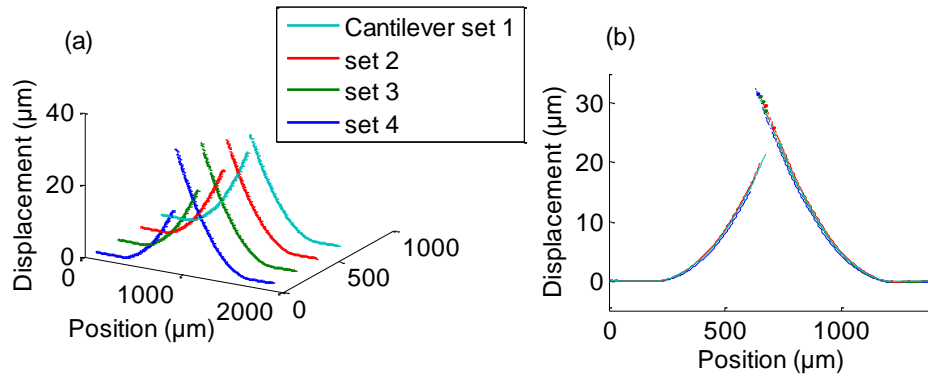 (a)
Cantilever set 1
set 2
set 3
set 4
Displacement (µm)
40
20
0
0
1000
2000
Position (µm)
0
500
1000
(b)
Displacement (µm)
30
20
10
0
0
500
1000
Position (µm)